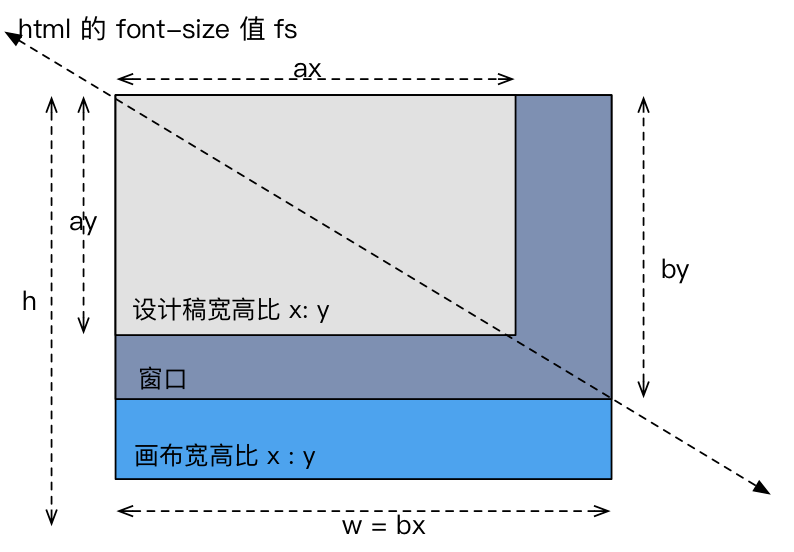 html 的 font-size 值 fs
ax
ay
h
by
设计稿宽高比 x: y
窗口
画布宽高比 x : y
w = bx